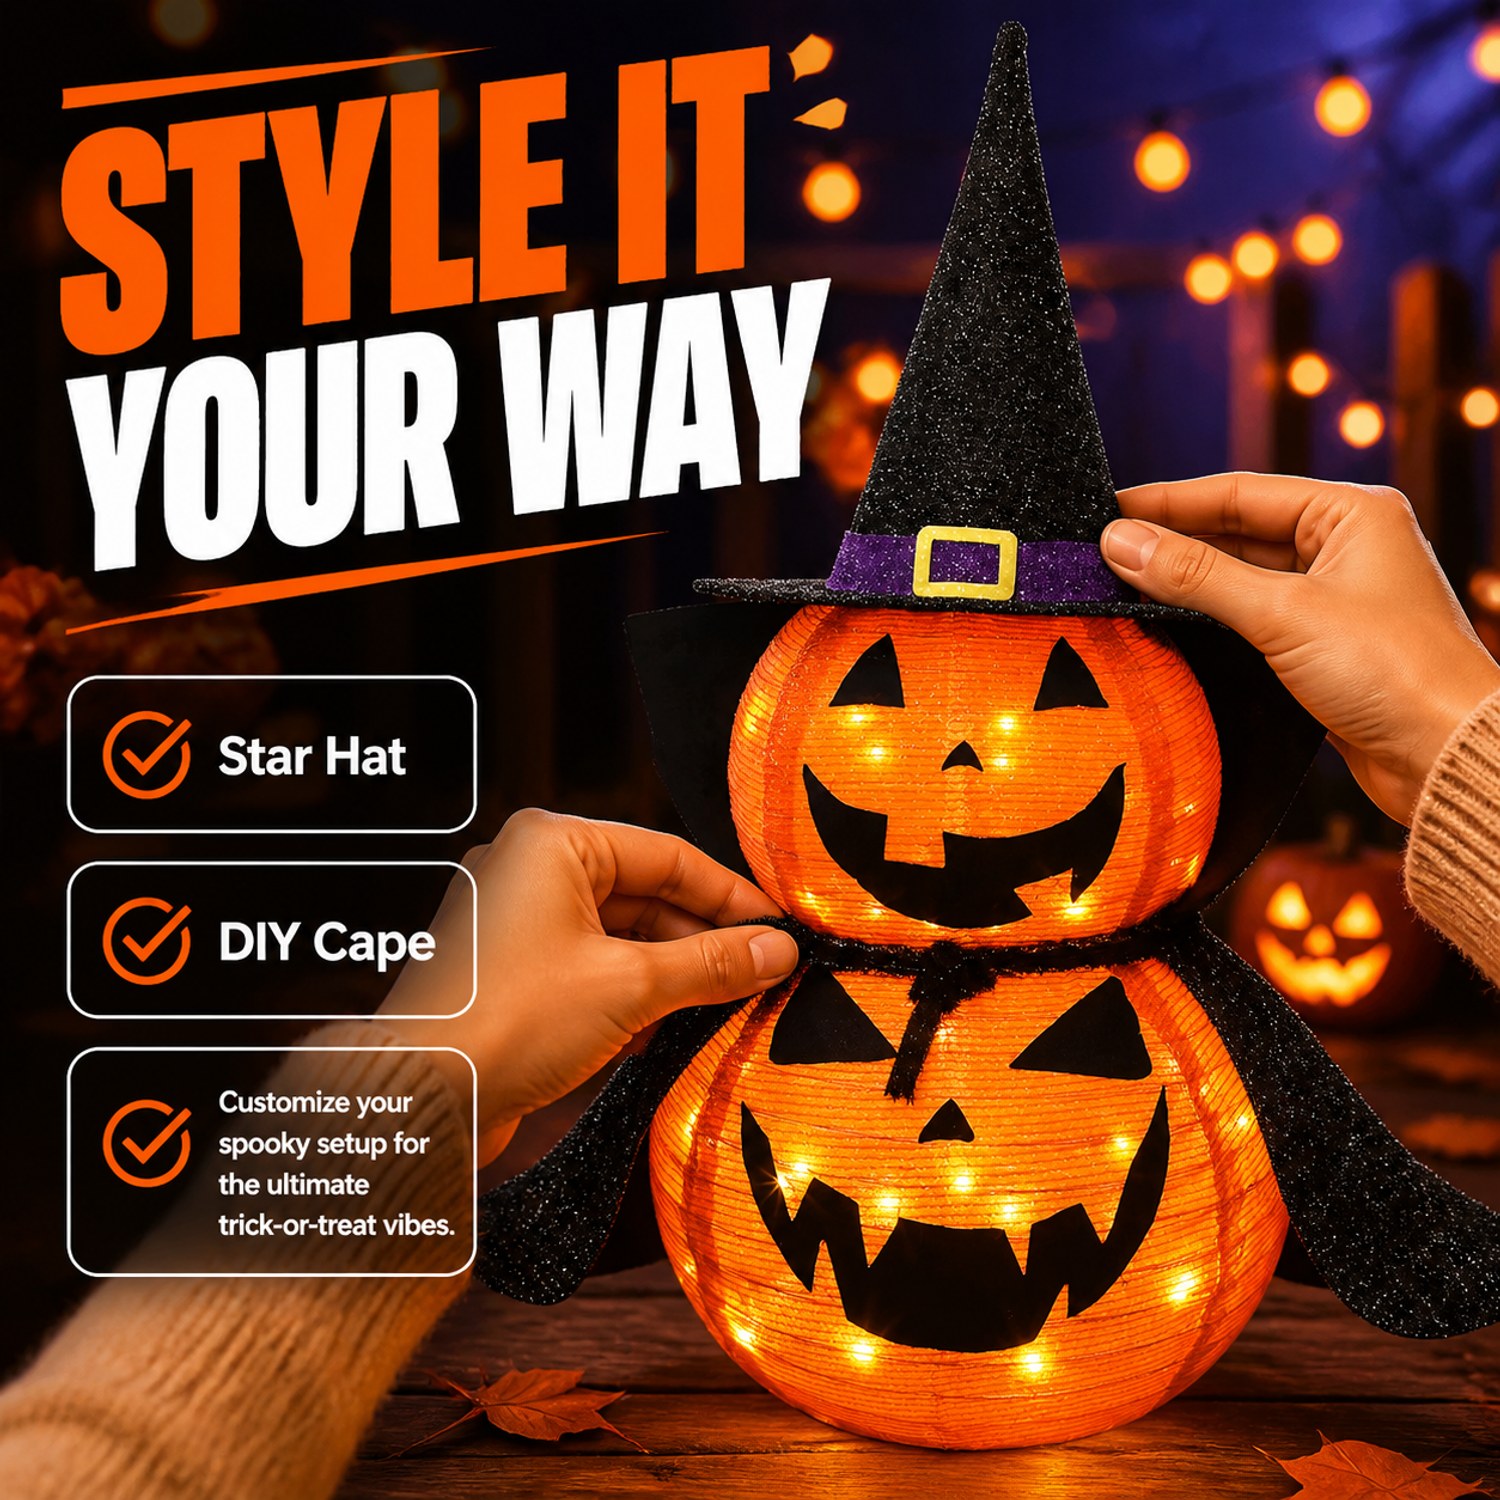 STYLE IT
YOUR WAY
Star Hat
DIY Cape
Customize your
spooky setup for
the ultimate
trick-or-treat vibes.